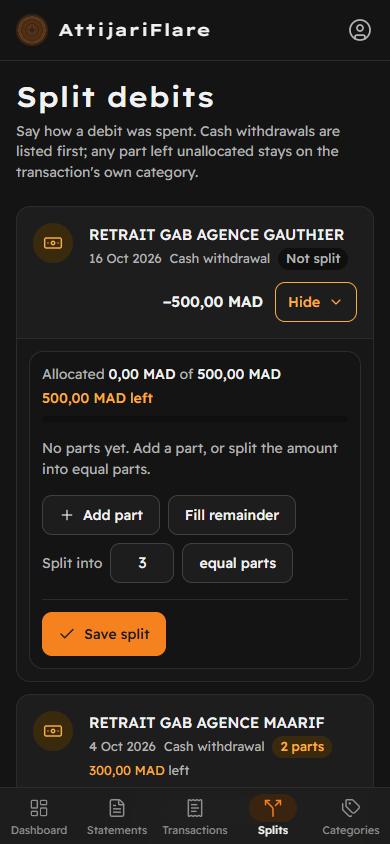 AttijariFlare
Split debits
Say how a debit was spent. Cash withdrawals are
listed first; any part left unallocated stays on the
transaction's own category.
RETRAIT GAB AGENCE GAUTHIER
16 Oct 2026 Cash withdrawal Not split
−500,00 MAD Hide
Allocated 0,00 MAD of 500,00 MAD
500,00 MAD left
No parts yet. Add a part, or split the amount
into equal parts.
Add part Fill remainder
Split into 3 equal parts
Save split
RETRAIT GAB AGENCE MAARIF
4 Oct 2026 Cash withdrawal 2 parts
300,00 MAD left
Dashboard Statements Transactions Splits Categories